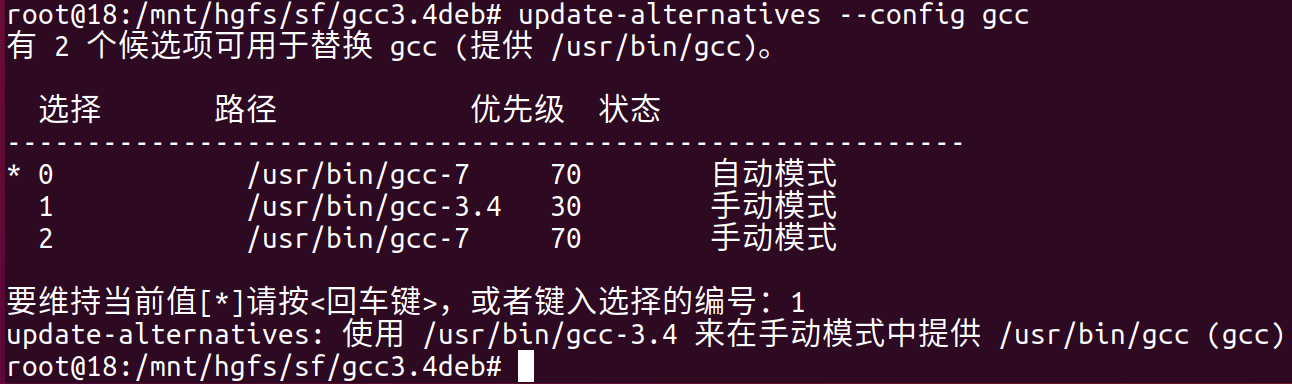 root@18:/mnt/hgfs/sf/gcc3.4deb# update-alternatives --config gcc
有 2 个候选项可用于替换 gcc (提供 /usr/bin/gcc)。
选择 路径 优先级 状态
------------------------------------------------------------
* 0 /usr/bin/gcc-7 70 自动模式
1 /usr/bin/gcc-3.4 30 手动模式
2 /usr/bin/gcc-7 70 手动模式
要维持当前值[*]请按<回车键>，或者键入选择的编号：1
update-alternatives: 使用 /usr/bin/gcc-3.4 来在手动模式中提供 /usr/bin/gcc (gcc)
root@18:/mnt/hgfs/sf/gcc3.4deb#